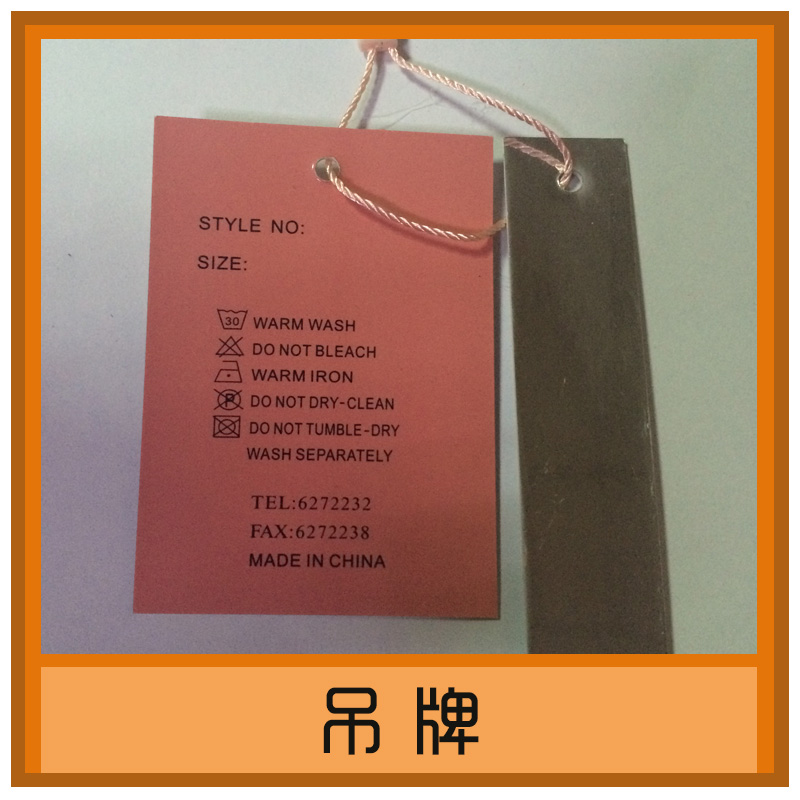 STYLE NO:
SIZE:
30 WARM WASH
DO NOT BLEACH
WARM IRON
P DO NOT DRY-CLEAN
DO NOT TUMBLE-DRY
WASH SEPARATELY
TEL:6272232
FAX:6272238
MADE IN CHINA
吊牌